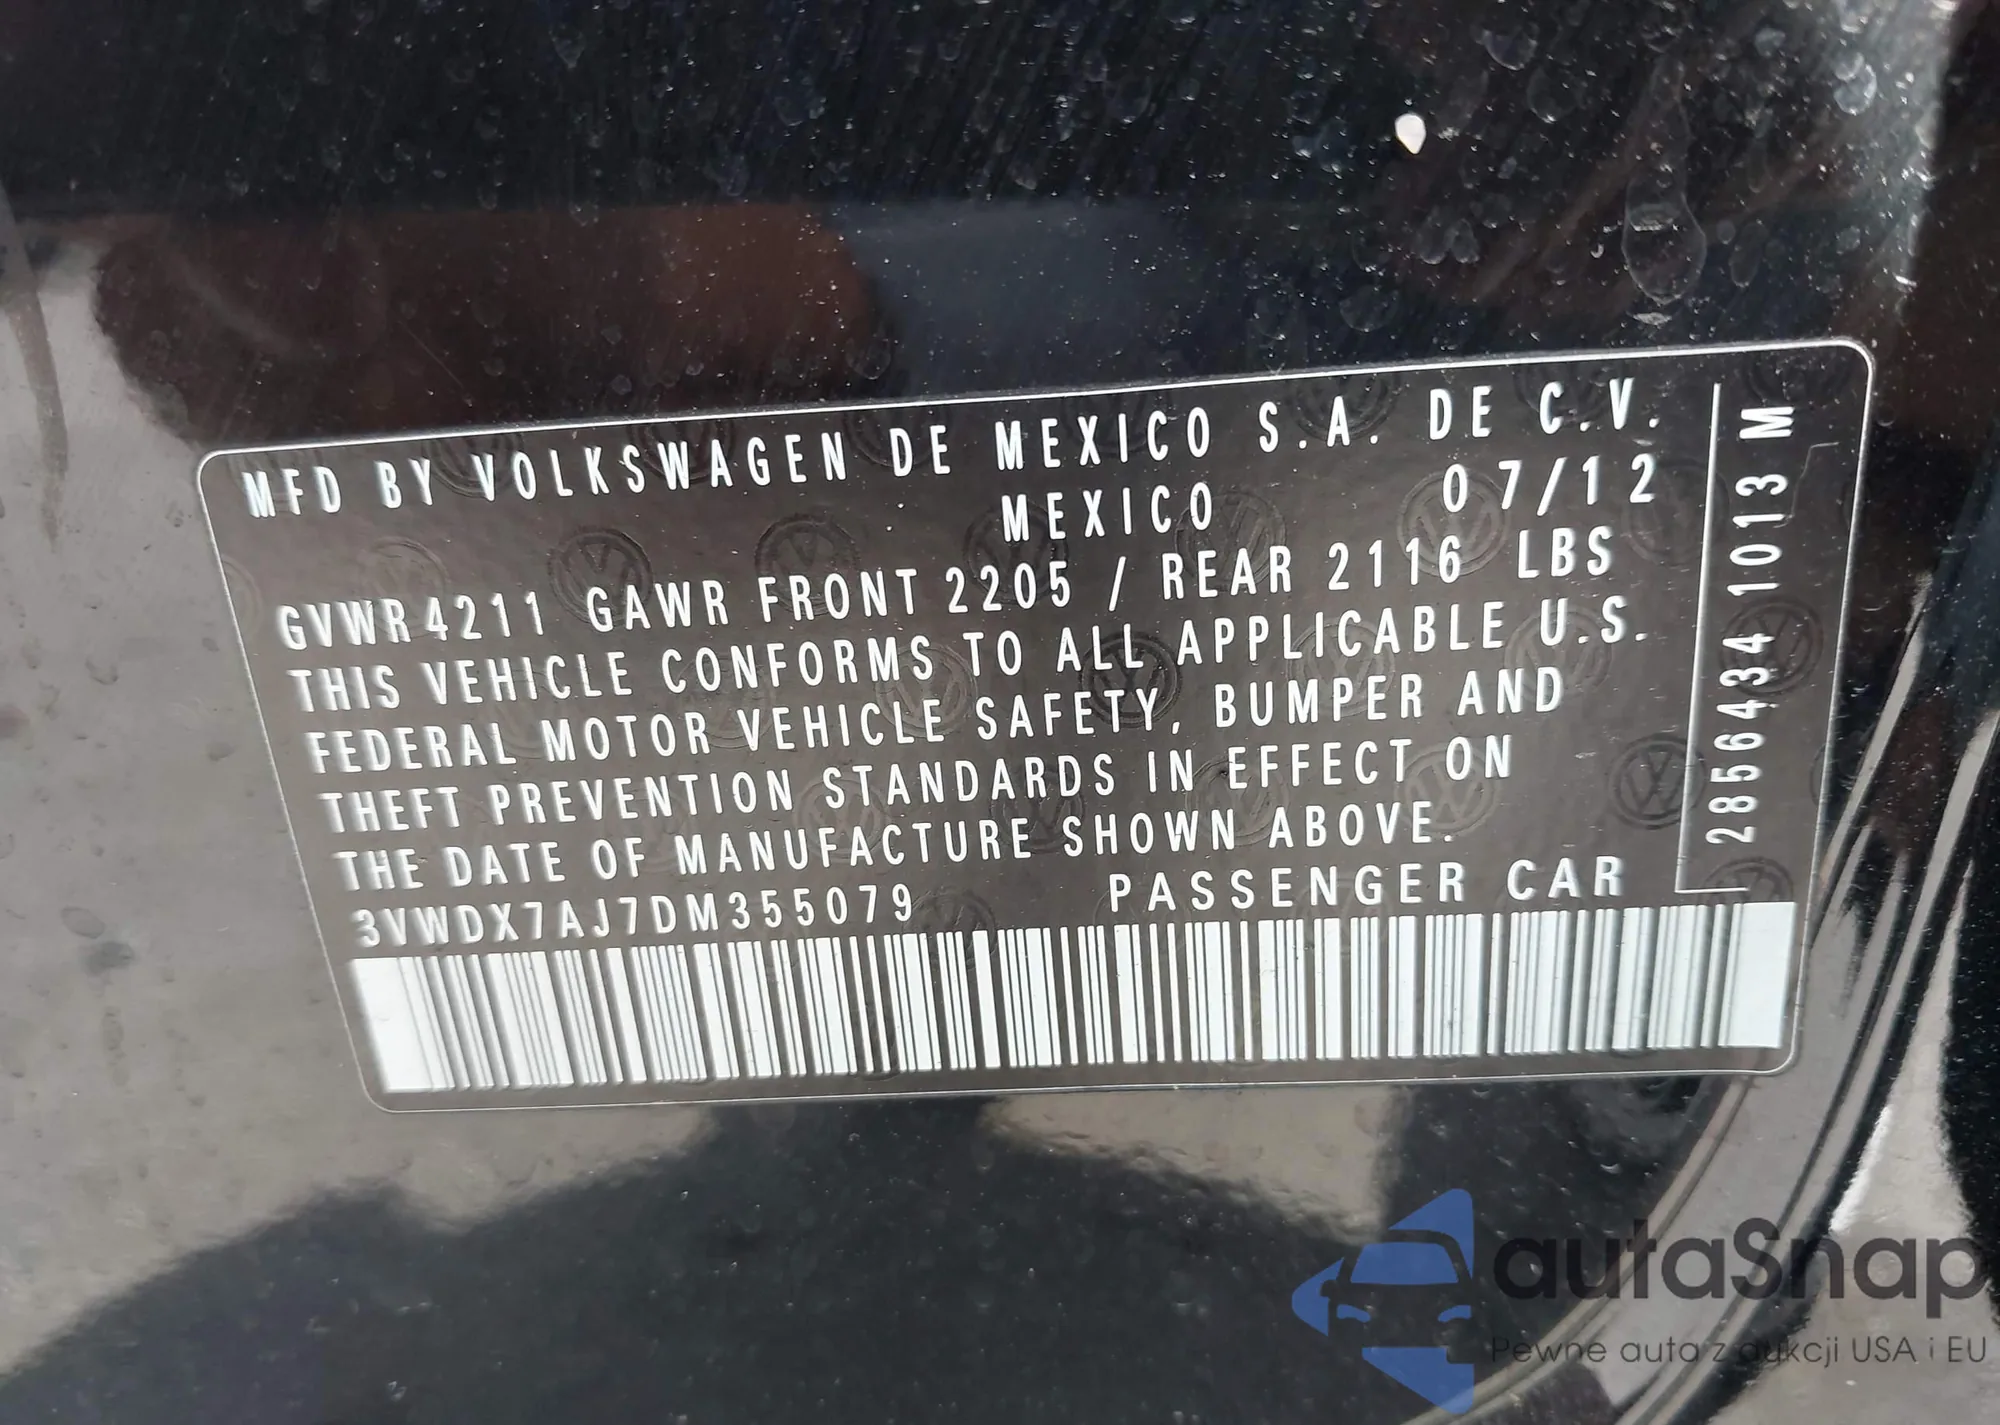 MFD BY VOLKSWAGEN DE MEXICO S.A. DE C.V.
MEXICO 07/12
GVWR 4211 GAWR FRONT 2205 / REAR 2116 LBS
THIS VEHICLE CONFORMS TO ALL APPLICABLE U.S.
FEDERAL MOTOR VEHICLE SAFETY, BUMPER AND
THEFT PREVENTION STANDARDS IN EFFECT ON
THE DATE OF MANUFACTURE SHOWN ABOVE.
3VWDX7AJ7DM355079 PASSENGER CAR
2856434 1013 M
autaSnap
Pewne auta z aukcji USA i EU